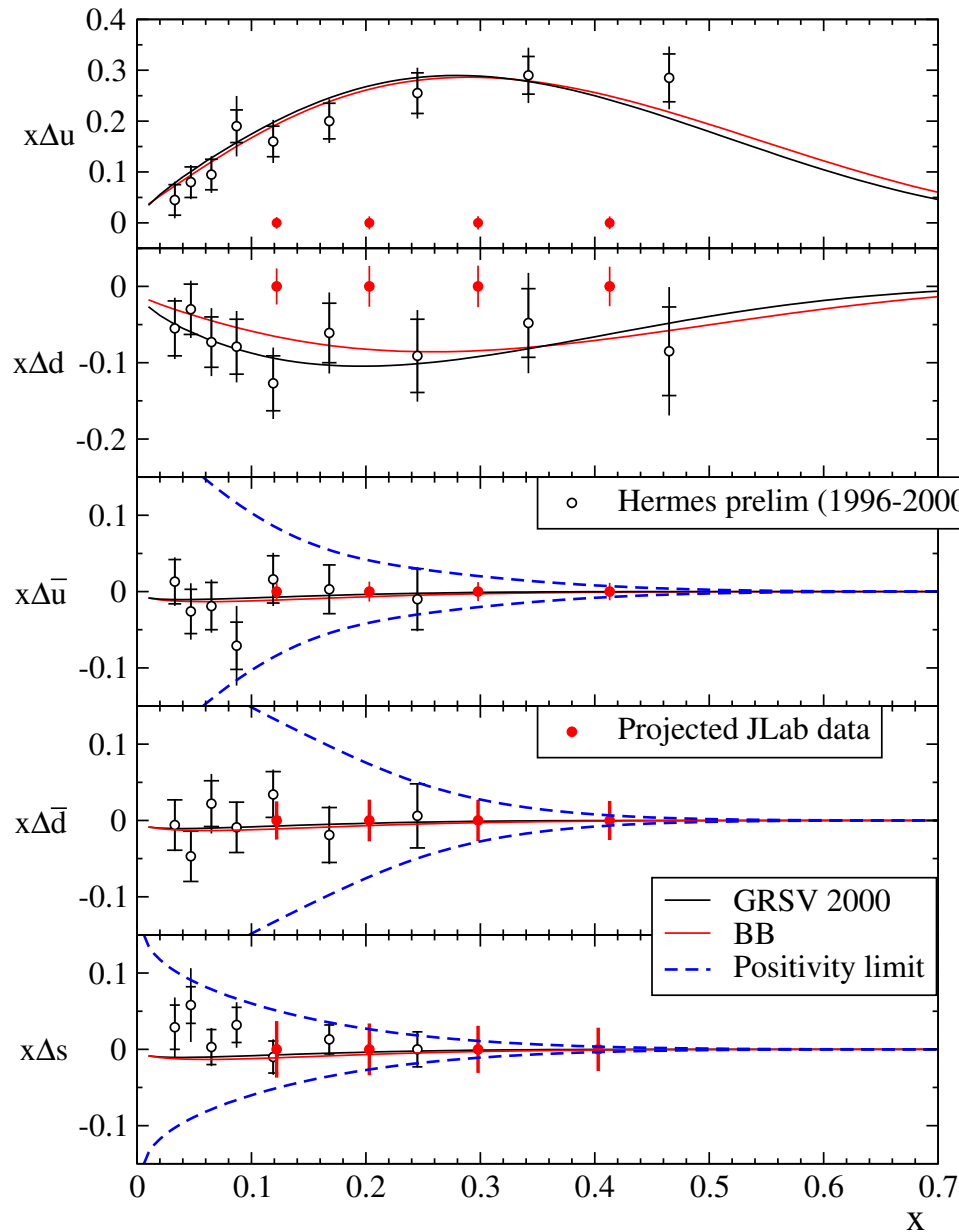 0.4
0.3
0.2
0.1
0
xΔu
0
-0.1
-0.2
xΔd
Hermes prelim (1996-2000
0.1
0
-0.1
xΔu̅
Projected JLab data
0.1
0
-0.1
xΔd̅
GRSV 2000
BB
Positivity limit
0.1
0
-0.1
xΔs
0 0.1 0.2 0.3 0.4 0.5 0.6 0.7
x